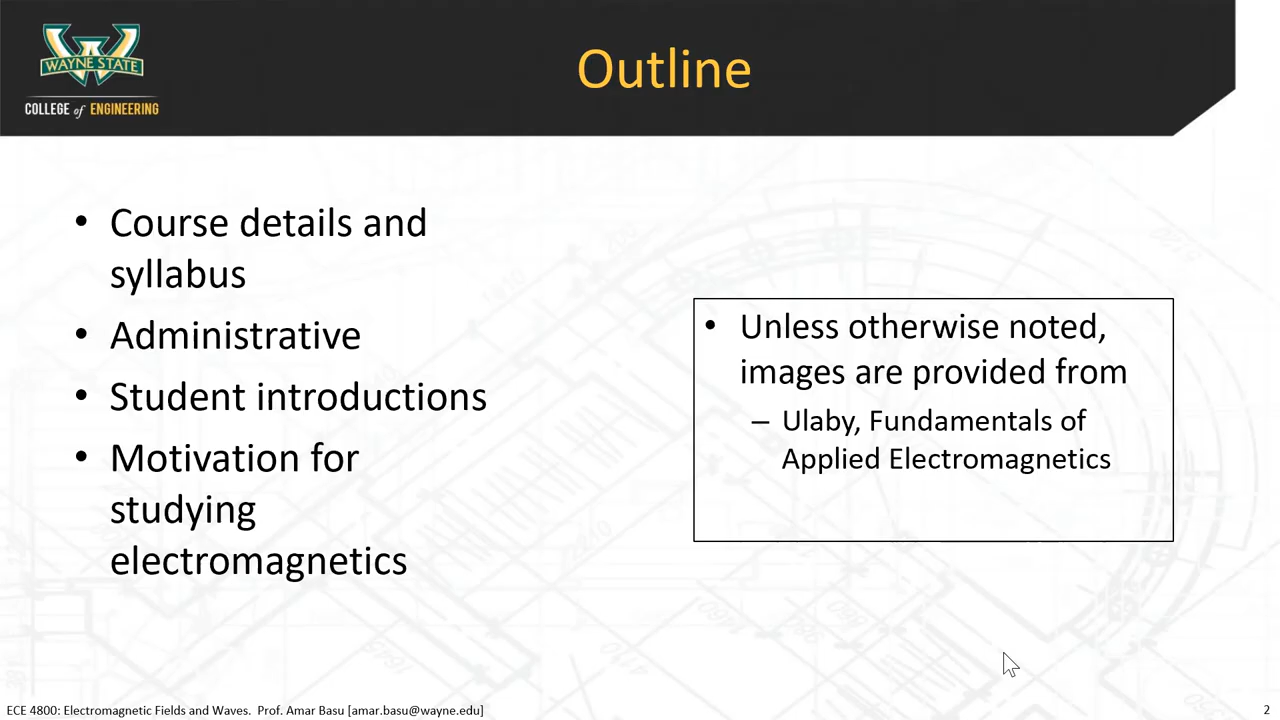 WAYNE STATE
COLLEGE of ENGINEERING
Outline
• Course details and
syllabus
• Administrative
• Student introductions
• Motivation for
studying
electromagnetics
• Unless otherwise noted,
images are provided from
– Ulaby, Fundamentals of
Applied Electromagnetics
ECE 4800: Electromagnetic Fields and Waves. Prof. Amar Basu [amar.basu@wayne.edu]
2